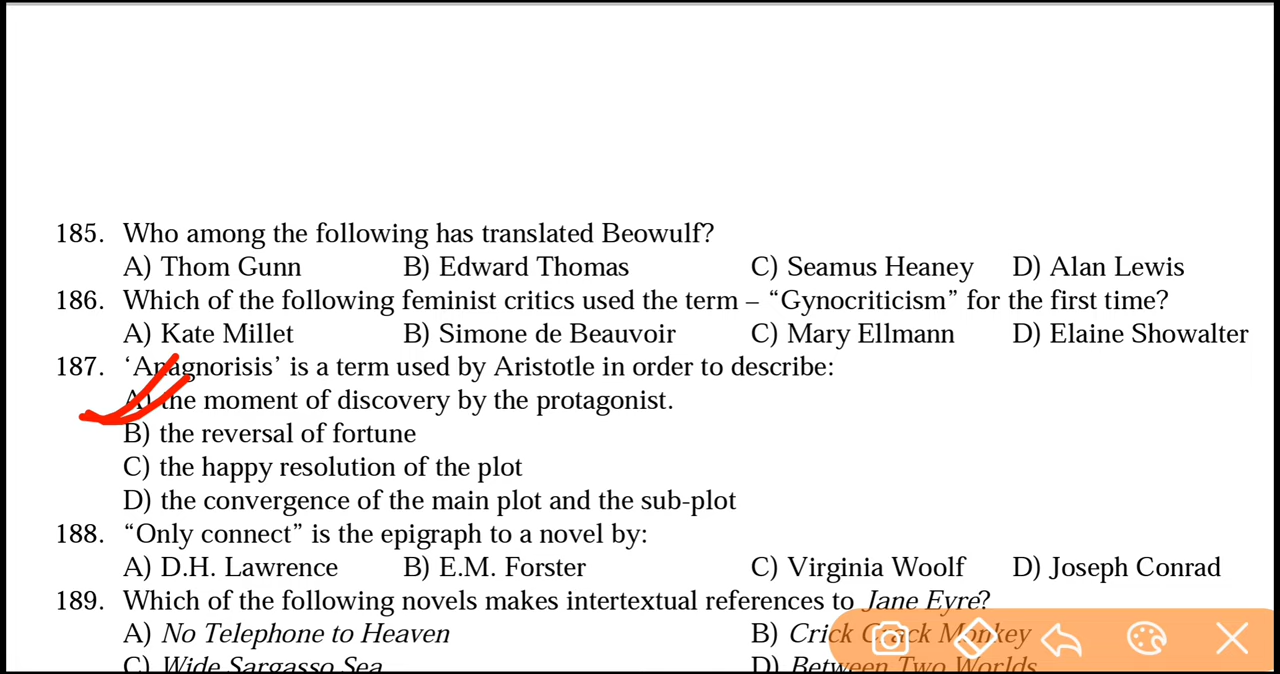 185. Who among the following has translated Beowulf?
A) Thom Gunn B) Edward Thomas C) Seamus Heaney D) Alan Lewis
186. Which of the following feminist critics used the term – “Gynocriticism” for the first time?
A) Kate Millet B) Simone de Beauvoir C) Mary Ellmann D) Elaine Showalter
187. ‘Anagnorisis’ is a term used by Aristotle in order to describe:
A) the moment of discovery by the protagonist.
B) the reversal of fortune
C) the happy resolution of the plot
D) the convergence of the main plot and the sub-plot
188. “Only connect” is the epigraph to a novel by:
A) D.H. Lawrence B) E.M. Forster C) Virginia Woolf D) Joseph Conrad
189. Which of the following novels makes intertextual references to Jane Eyre?
A) No Telephone to Heaven B) Crick Crack Monkey
C) Wide Sargasso Sea D) Between Two Worlds